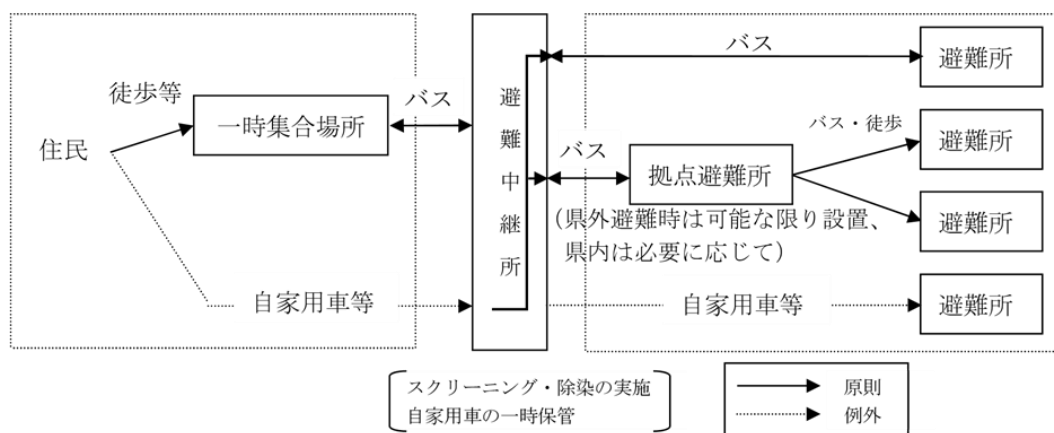 徒歩等
住民
一時集合場所
バス
避難中継所
バス
避難所
バス
拠点避難所
バス・徒歩
避難所
避難所
（県外避難時は可能な限り設置、
県内は必要に応じて）
自家用車等
自家用車等
避難所
スクリーニング・除染の実施
自家用車の一時保管
原則
例外